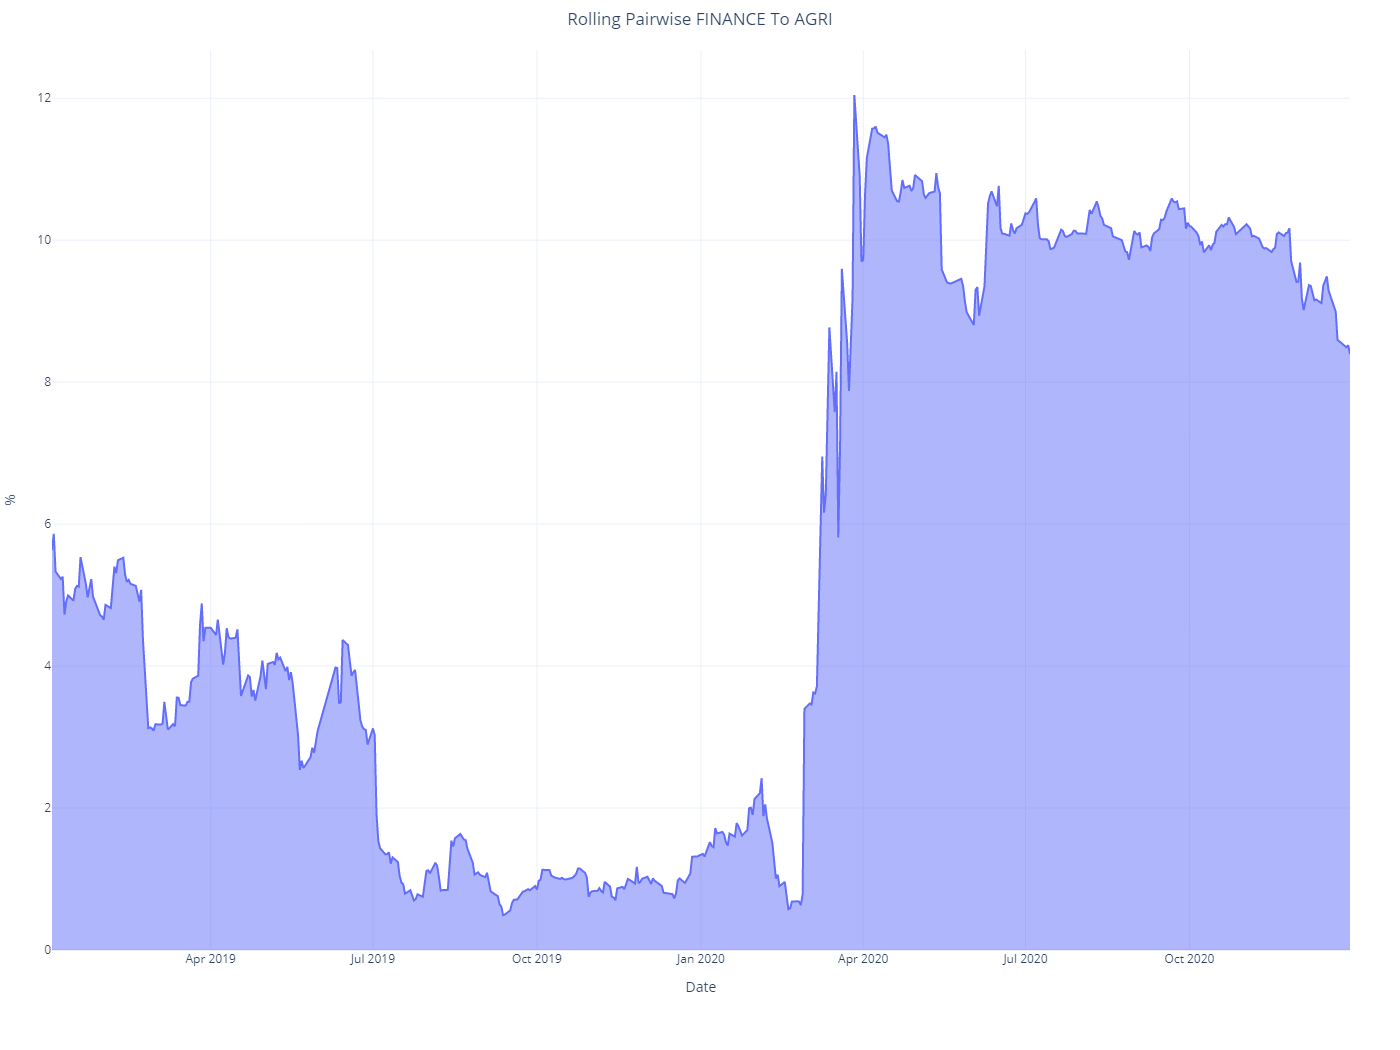 Rolling Pairwise FINANCE To AGRI
12
10
8
6
4
2
0
%
Apr 2019
Jul 2019
Oct 2019
Jan 2020
Apr 2020
Jul 2020
Oct 2020
Date